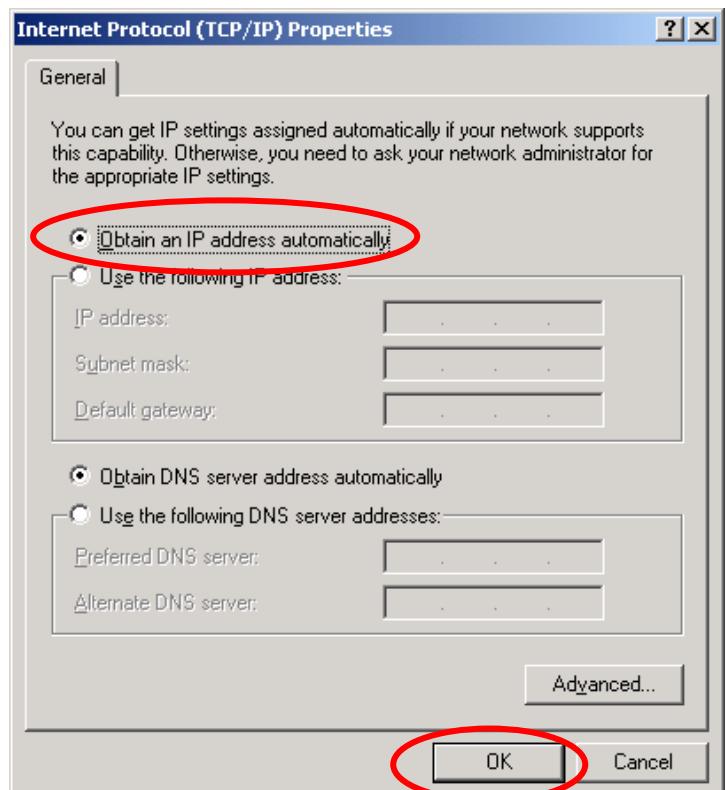 Internet Protocol (TCP/IP) Properties
General
You can get IP settings assigned automatically if your network supports
this capability. Otherwise, you need to ask your network administrator for
the appropriate IP settings.
Obtain an IP address automatically
Use the following IP address:
IP address:
Subnet mask:
Default gateway:
Obtain DNS server address automatically
Use the following DNS server addresses:
Preferred DNS server:
Alternate DNS server:
Advanced...
OK Cancel